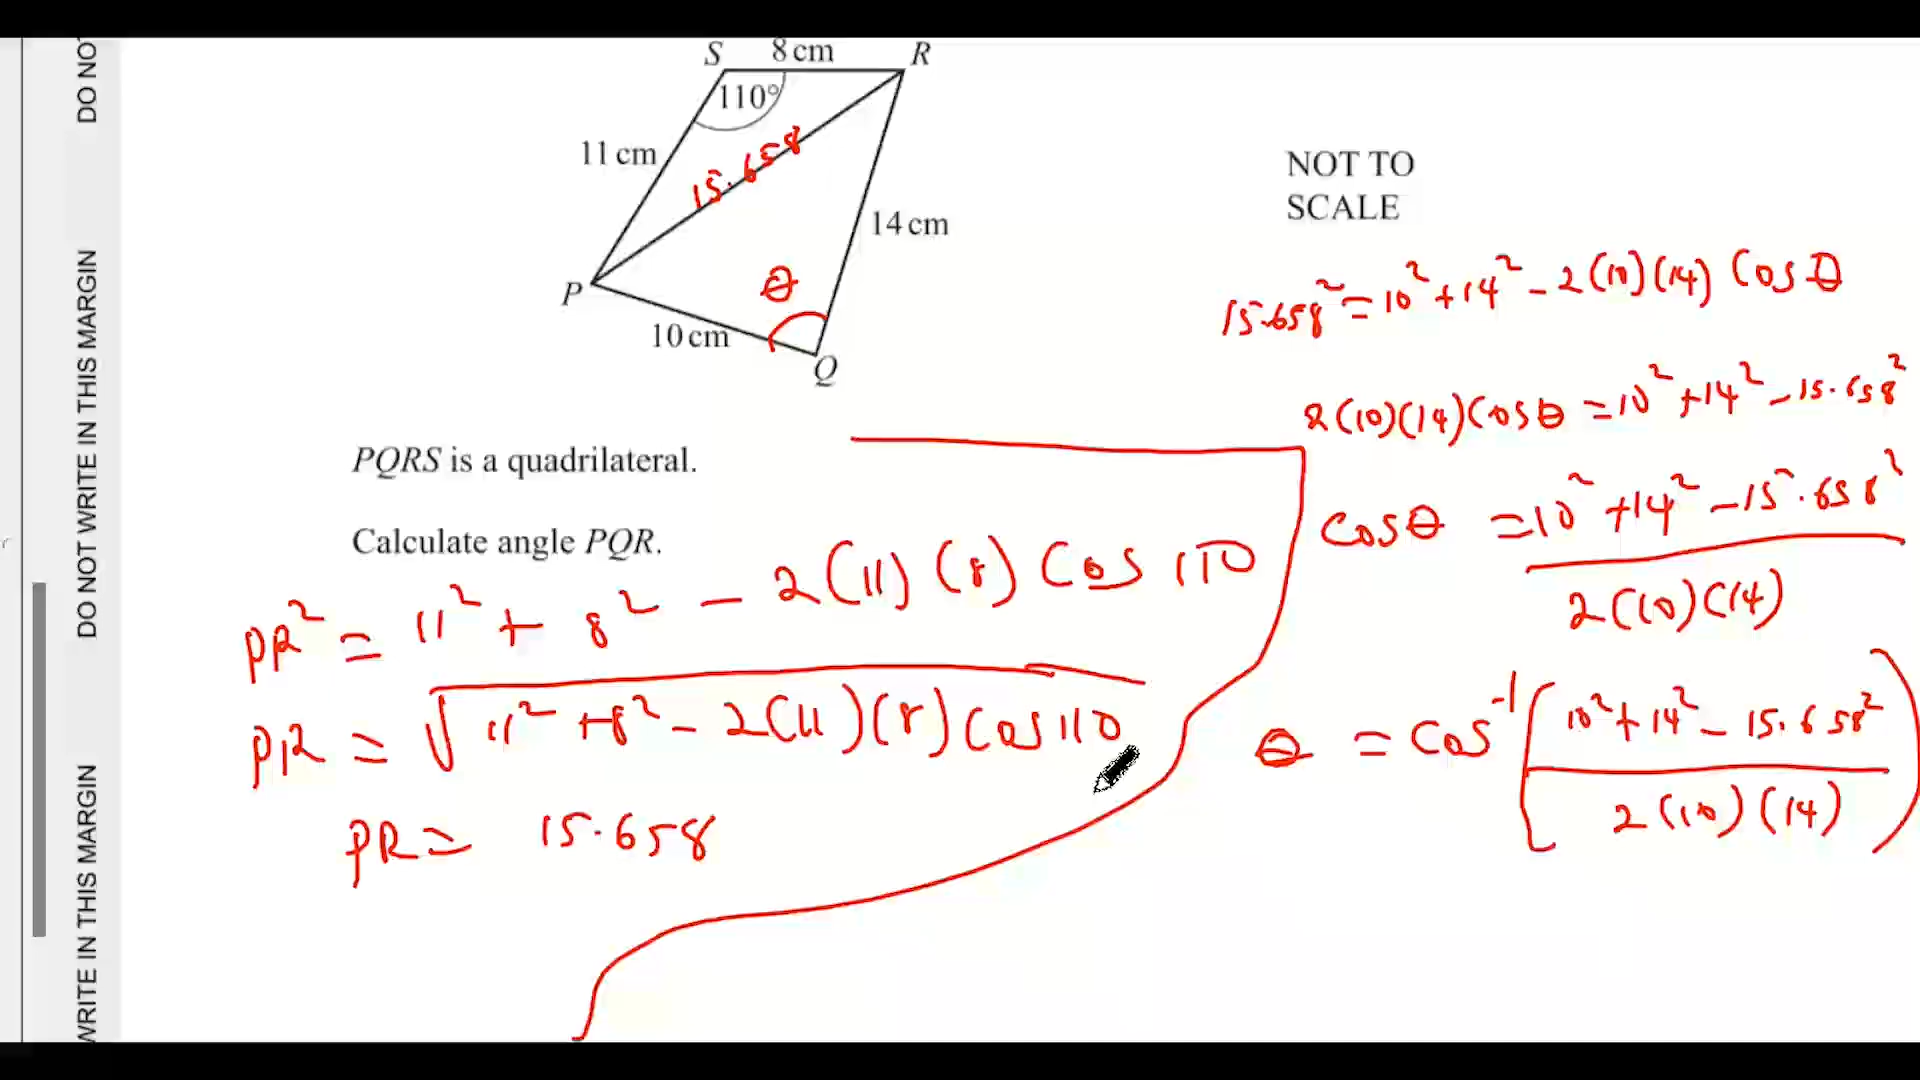 DO NO
DO NOT WRITE IN THIS MARGIN
WRITE IN THIS MARGIN
S 8 cm R
110°
11 cm
15.658
14 cm
P
θ
10 cm
Q
NOT TO
SCALE
PQRS is a quadrilateral.
Calculate angle PQR.
PR² = 11² + 8² - 2(11)(8) Cos 110
PR = √11² + 8² - 2(11)(8) Cos 110
PR = 15.658
15.658² = 10² + 14² - 2(10)(14) Cos θ
2(10)(14) Cos θ = 10² + 14² - 15.658²
Cos θ = 10² + 14² - 15.658²
2(10)(14)
θ = Cos⁻¹ (10² + 14² - 15.658²
2(10)(14))